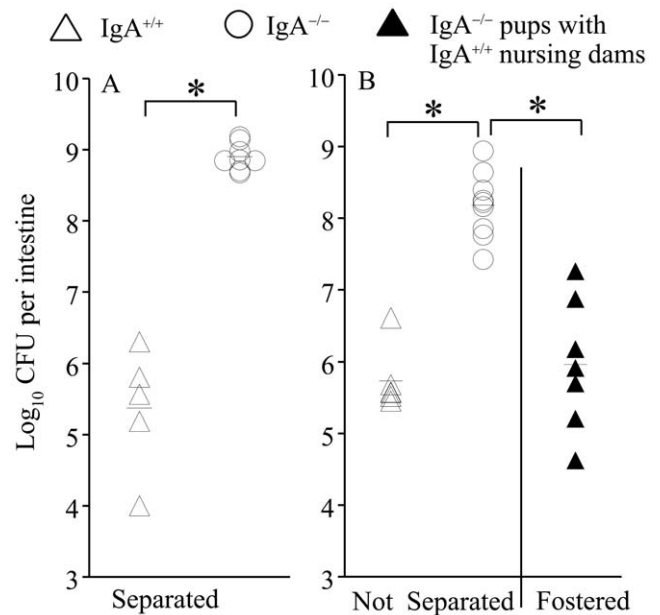 IgA⁺/⁺
IgA⁻/⁻
IgA⁻/⁻ pups with
IgA⁺/⁺ nursing dams
Log₁₀ CFU per intestine
A
*
10
9
8
7
6
5
4
3
Separated
B
*
*
10
9
8
7
6
5
4
3
Not Separated
Fostered